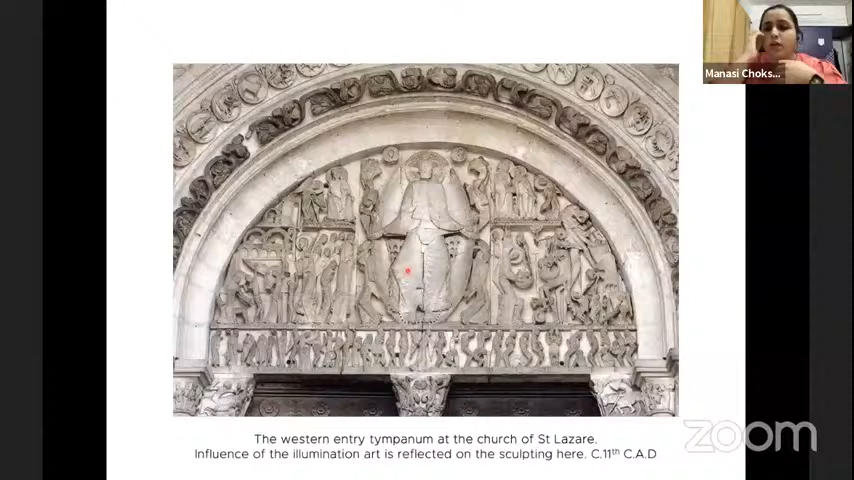 Manasi Choks...
The western entry tympanum at the church of St Lazare.
Influence of the illumination art is reflected on the sculpting here. C.11th C.A.D
zoom